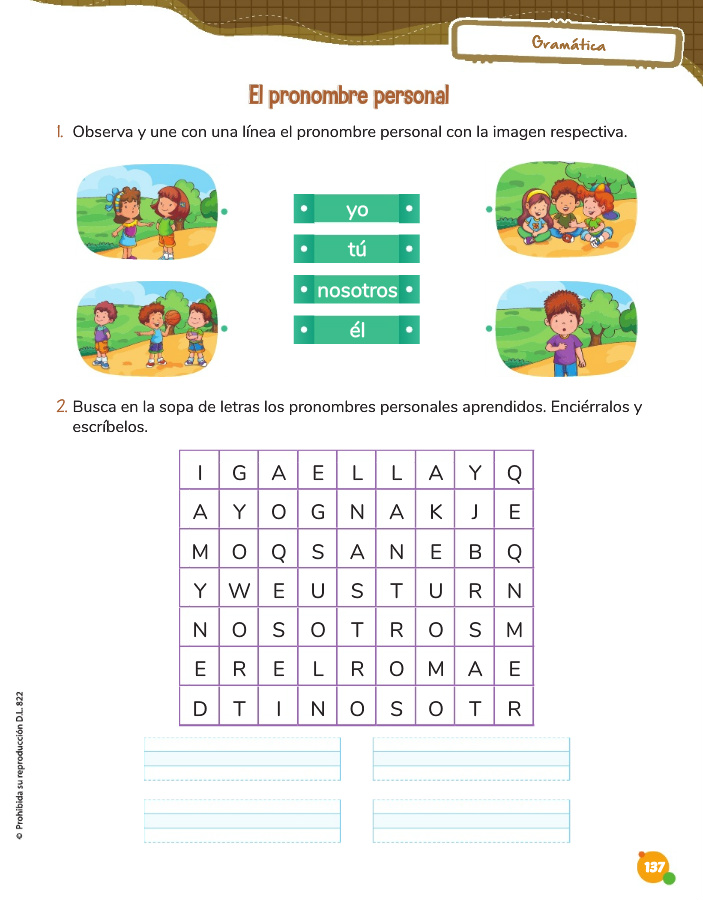 Gramática
El pronombre personal
1. Observa y une con una línea el pronombre personal con la imagen respectiva.
yo
tú
nosotros
él
2. Busca en la sopa de letras los pronombres personales aprendidos. Enciérralos y
escríbelos.
I G A E L L A Y Q
A Y O G N A K J E
M O Q S A N E B Q
Y W E U S T U R N
N O S O T R O S M
E R E L R O M A E
D T I N O S O T R
© Prohibida su reproducción D.L. 822
137